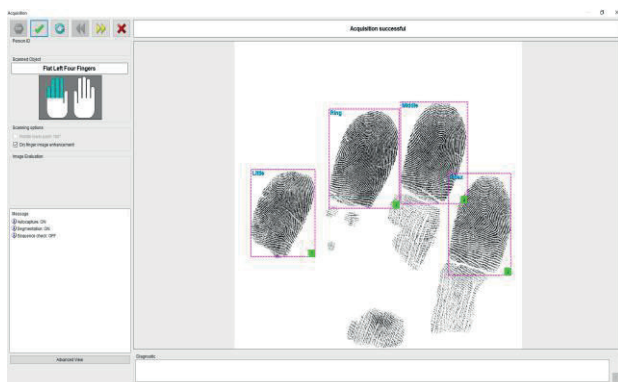 Acquisition
Acquisition successful
Person ID
Scanned Object
Flat Left Four Fingers
Scanning options
Dry finger image enhancement
Image Evaluation
Message
Autocapture: ON
Segmentation: ON
Sequence check: OFF
Advanced View
Little
Ring
Middle
Index
Diagnostic